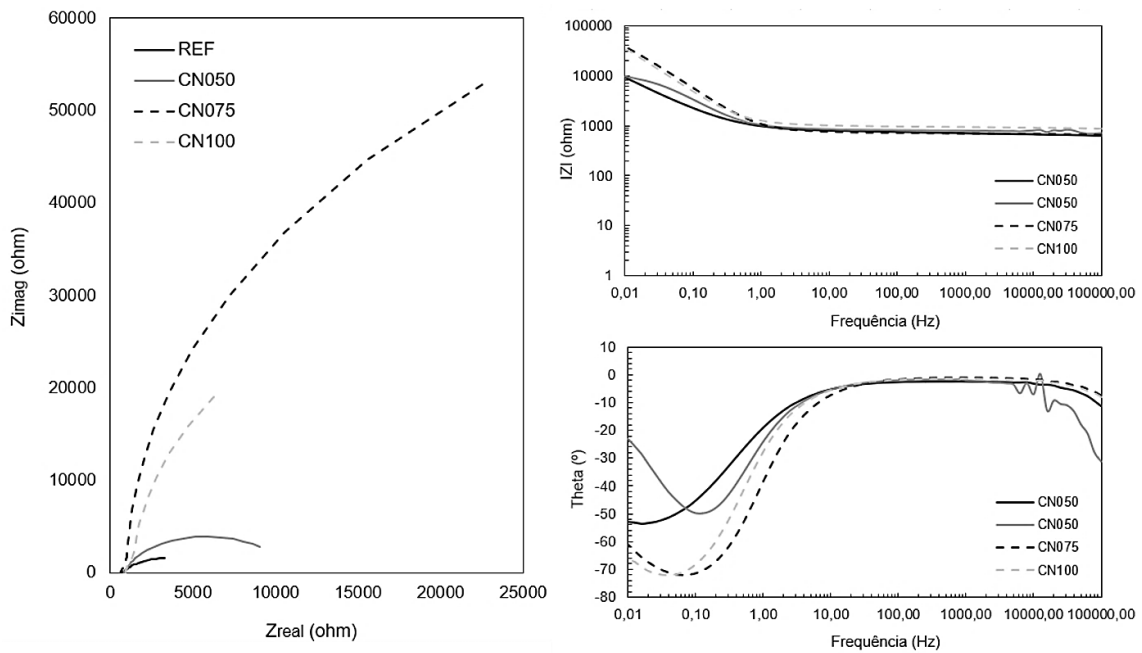 60000
50000
40000
30000
20000
10000
0
Zimag (ohm)
REF
CN050
CN075
CN100
0
5000
10000
15000
20000
25000
Zreal (ohm)
100000
10000
1000
100
10
1
IZI (ohm)
CN050
CN050
CN075
CN100
0,01
0,10
1,00
10,00
100,00
1000,00
10000,00
100000,00
Frequência (Hz)
10
0
-10
-20
-30
-40
-50
-60
-70
-80
Theta (º)
CN050
CN050
CN075
CN100
0,01
0,10
1,00
10,00
100,00
1000,00
10000,00
100000,00
Frequência (Hz)